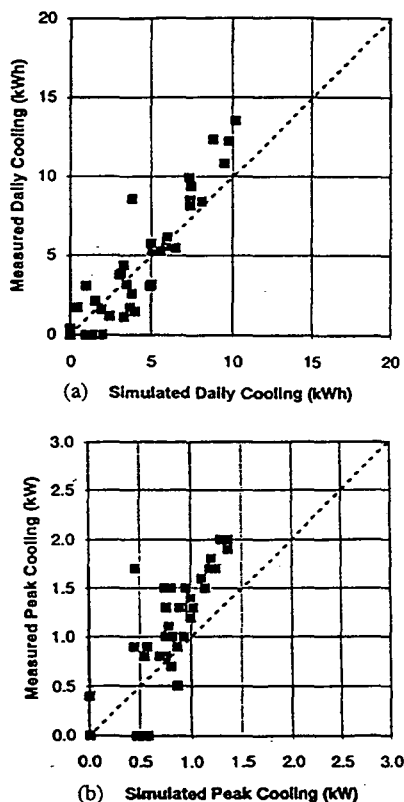 20
15
10
5
0
Measured Daily Cooling (kWh)
0 5 10 15 20
(a) Simulated Daily Cooling (kWh)
3.0
2.5
2.0
1.5
1.0
0.5
0.0
Measured Peak Cooling (kW)
0.0 0.5 1.0 1.5 2.0 2.5 3.0
(b) Simulated Peak Cooling (kW)